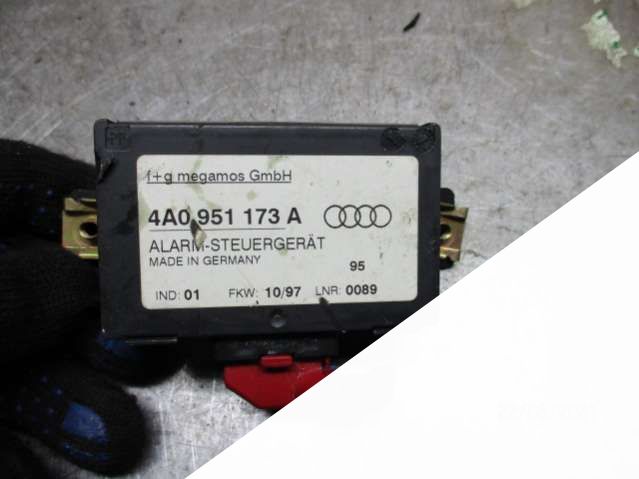 f+g megamos GmbH
4A0 951 173 A
ALARM-STEUERGERÄT
MADE IN GERMANY
95
IND: 01 FKW: 10/97 LNR: 0089